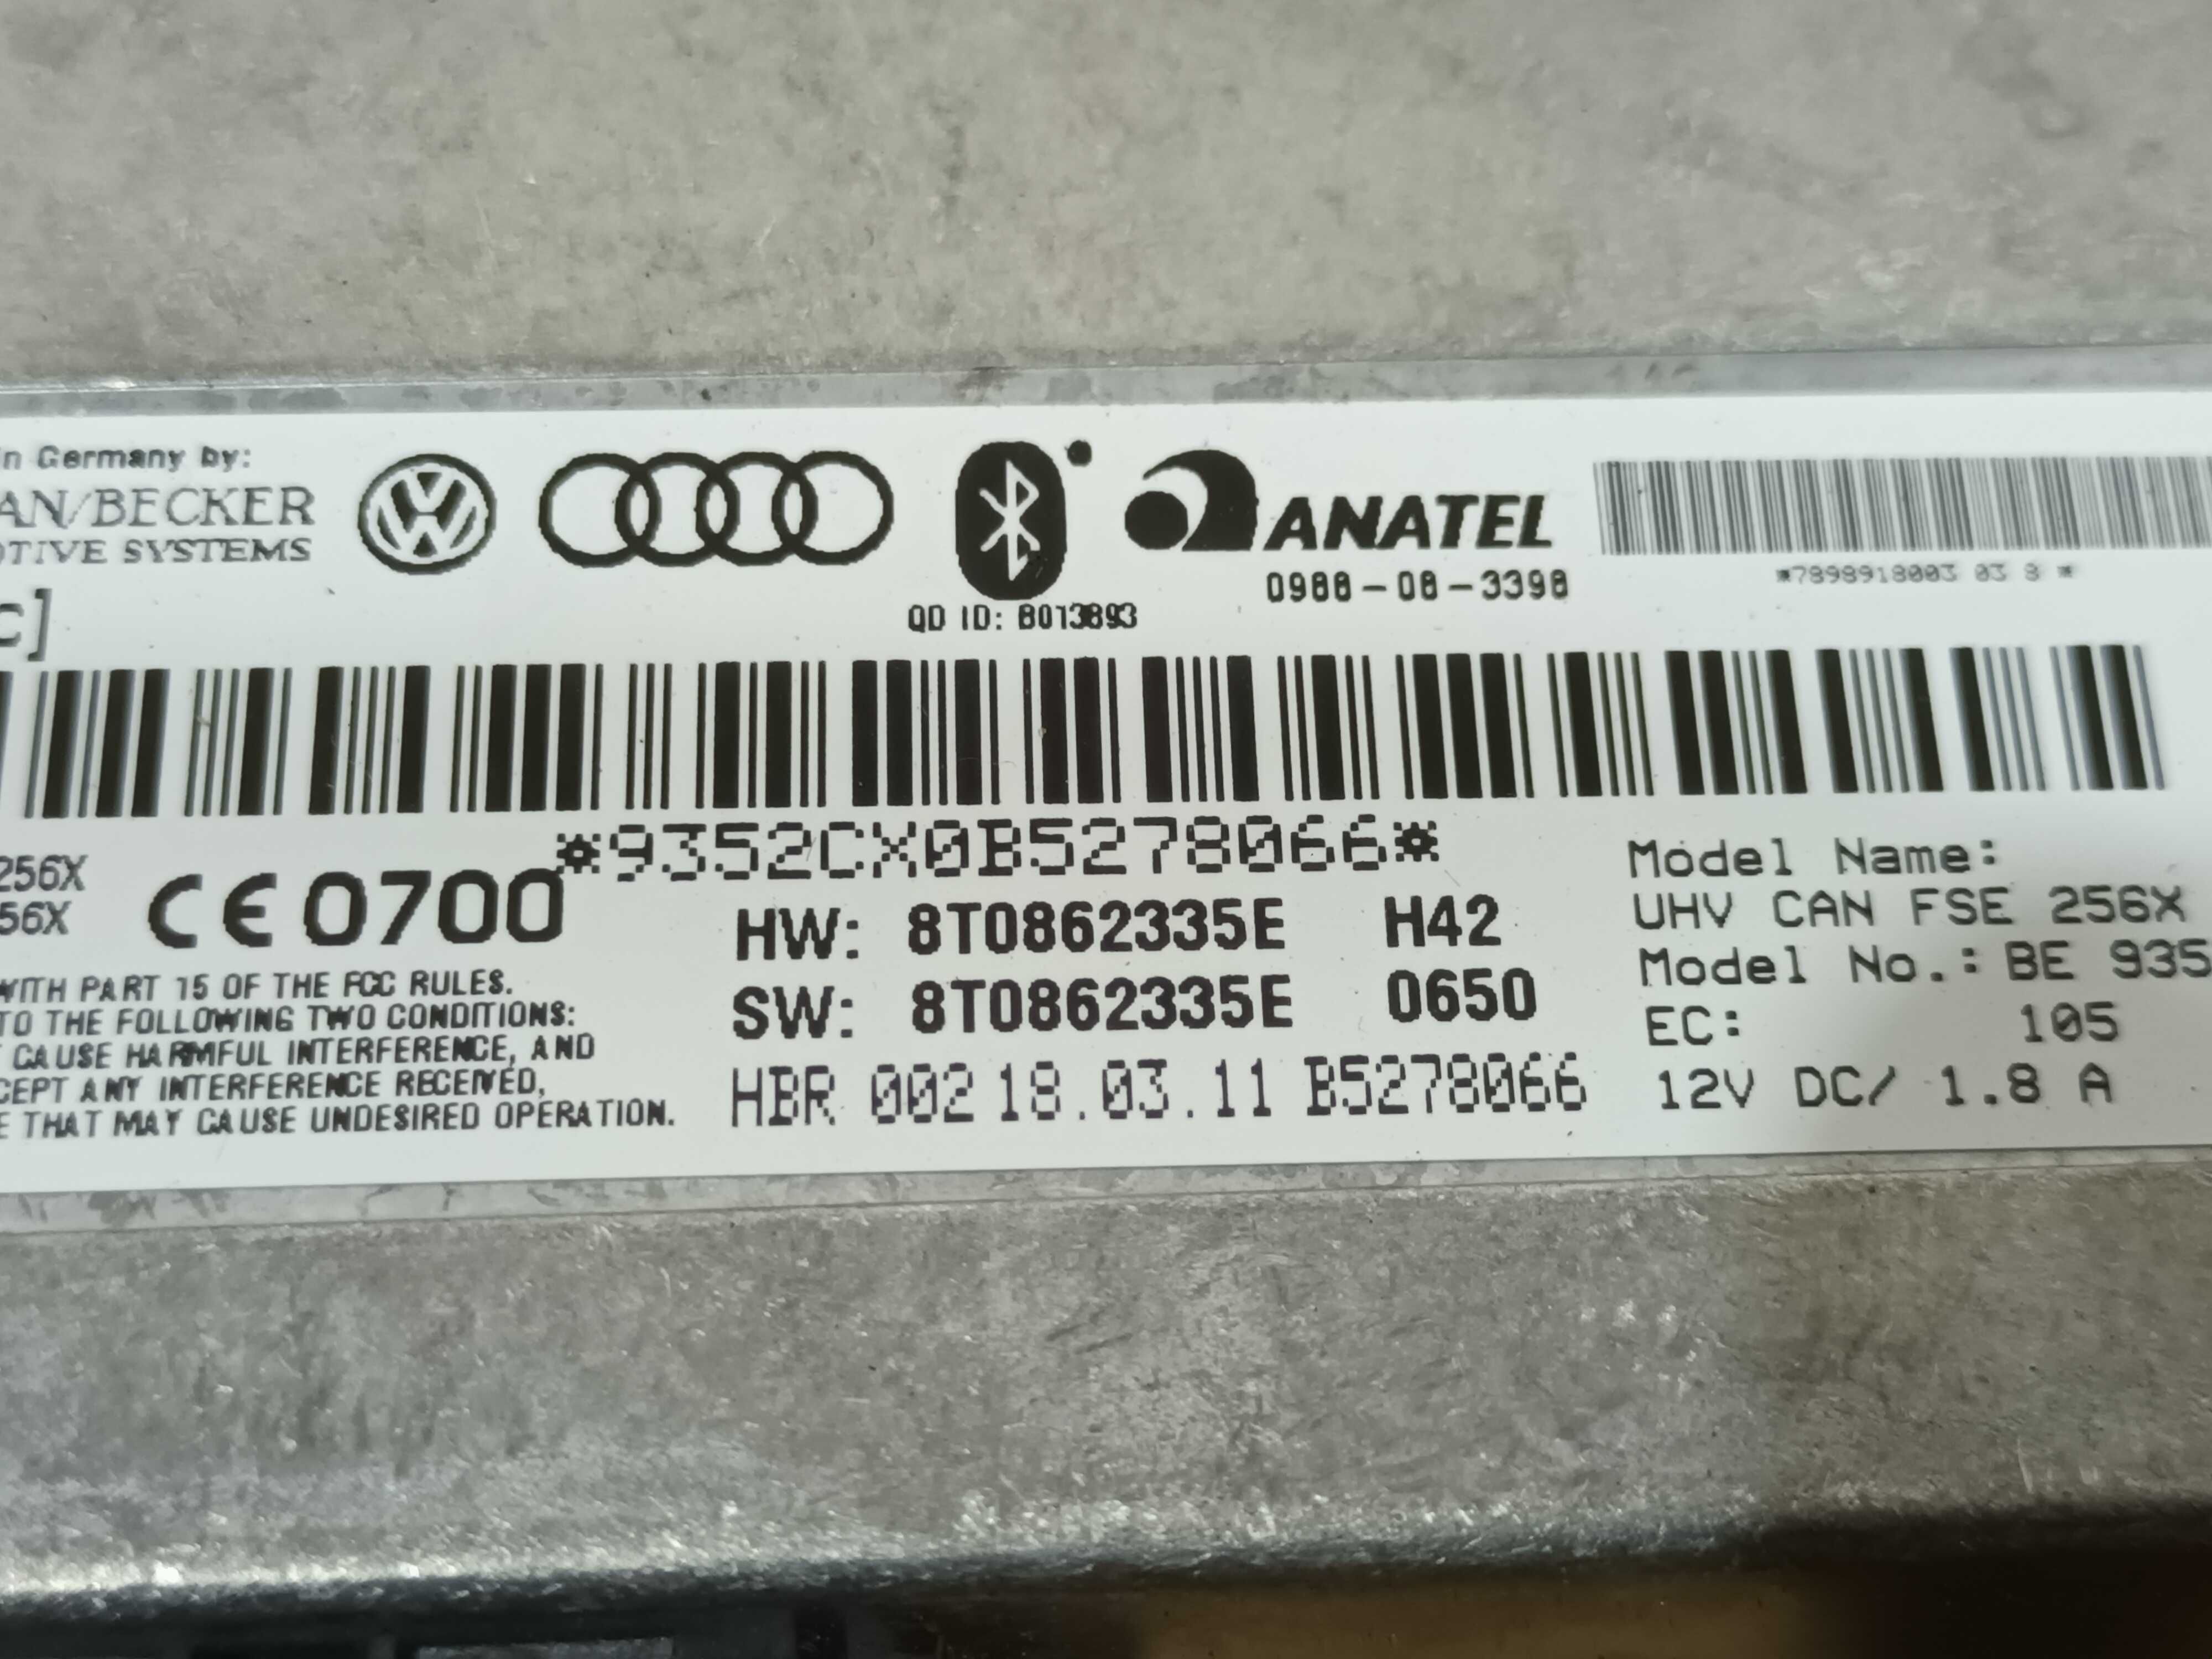 in Germany by:
AN/BECKER
OTIVE SYSTEMS
ANATEL
0988-08-3398
QD ID: B013893
*7898918003 03 8 *
C]
*9352CX0B5278066*
256X
56X
CE0700
HW: 8T0862335E H42
SW: 8T0862335E 0650
HBR 002 18.03.11 B5278066
Model Name:
UHV CAN FSE 256X
Model No.: BE 935
EC: 105
12V DC/ 1.8 A
WITH PART 15 OF THE FCC RULES.
TO THE FOLLOWING TWO CONDITIONS:
CAUSE HARMFUL INTERFERENCE, AND
CEPT ANY INTERFERENCE RECEIVED,
E THAT MAY CAUSE UNDESIRED OPERATION.